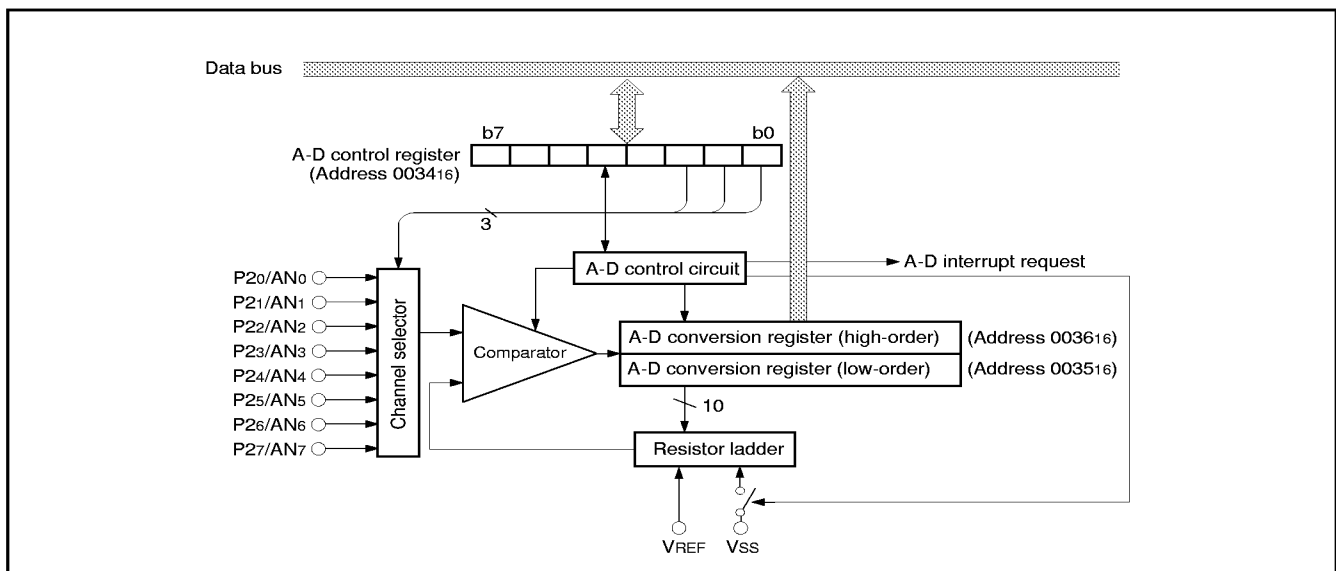 Data bus
b7 b0
A-D control register
(Address 0034₁₆)
3
A-D control circuit
A-D interrupt request
P2₀/AN₀
P2₁/AN₁
P2₂/AN₂
P2₃/AN₃
P2₄/AN₄
P2₅/AN₅
P2₆/AN₆
P2₇/AN₇
Channel selector
Comparator
A-D conversion register (high-order) (Address 0036₁₆)
A-D conversion register (low-order) (Address 0035₁₆)
10
Resistor ladder
VREF VSS